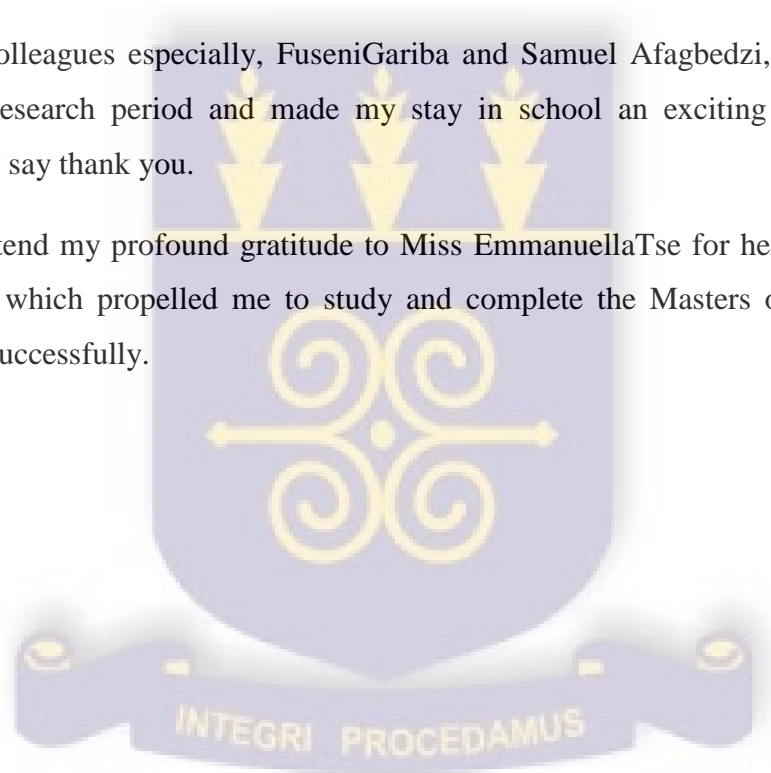 olleagues especially, FuseniGariba and Samuel Afagbedzi,
esearch period and made my stay in school an exciting
say thank you.
tend my profound gratitude to Miss EmmanuellaTse for he
which propelled me to study and complete the Masters o
uccessfully.
INTEGRI PROCEDAMUS